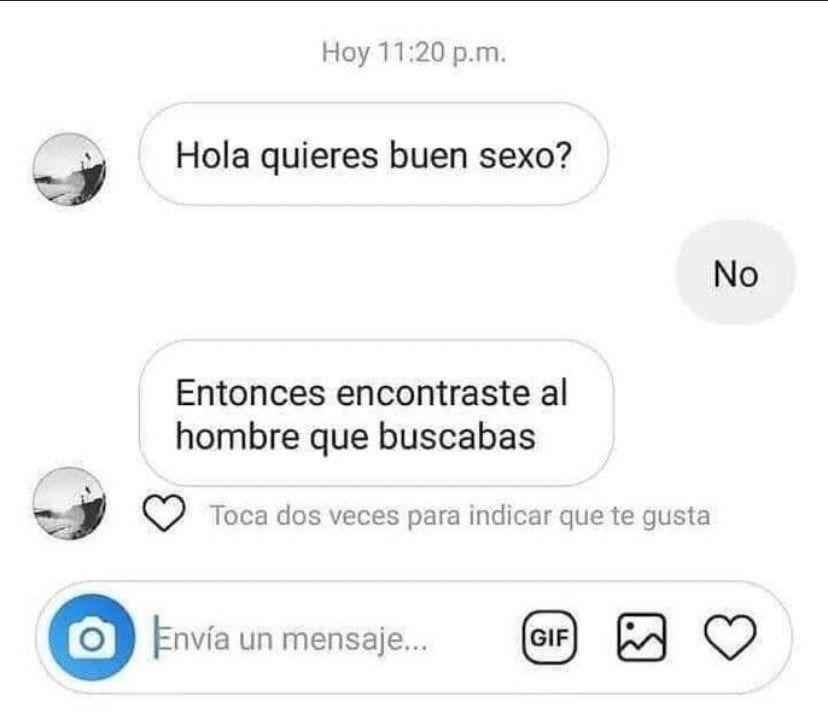 Hoy 11:20 p.m.
Hola quieres buen sexo?
No
Entonces encontraste al
hombre que buscabas
Toca dos veces para indicar que te gusta
Envía un mensaje...
GIF